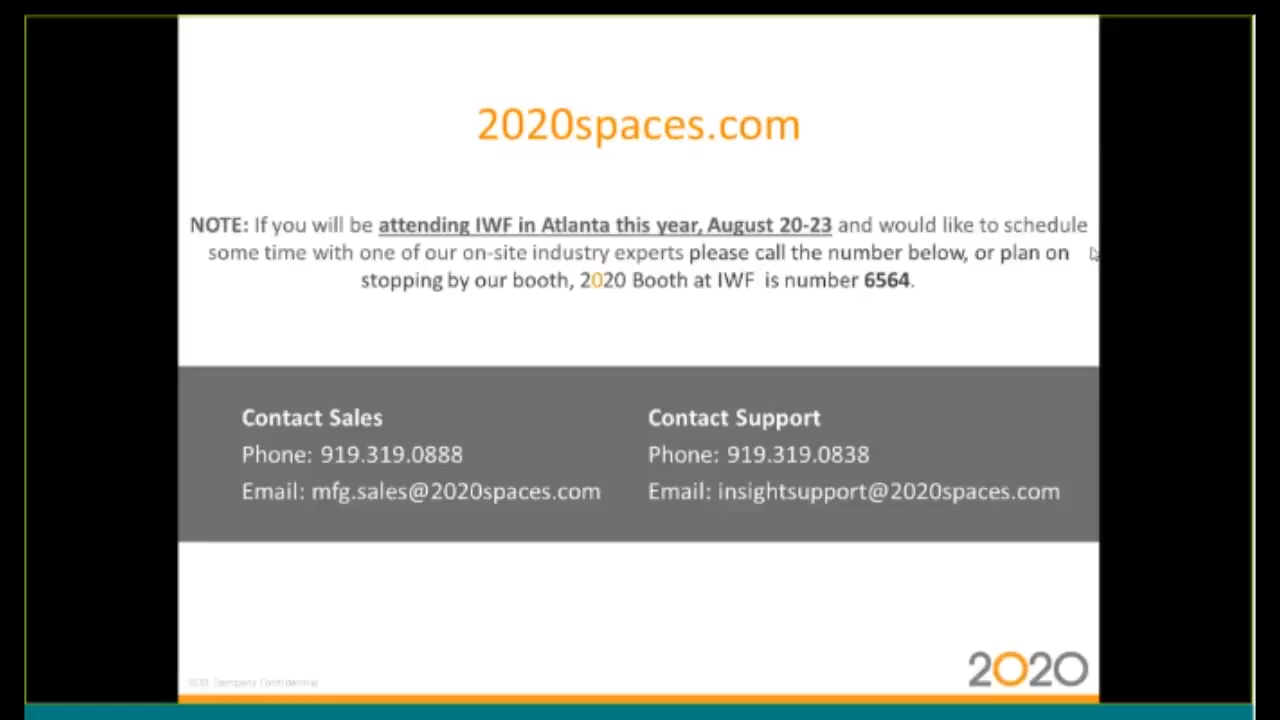 2020spaces.com
NOTE: If you will be attending IWF in Atlanta this year, August 20-23 and would like to schedule
some time with one of our on-site industry experts please call the number below, or plan on
stopping by our booth, 2020 Booth at IWF is number 6564.
Contact Sales
Phone: 919.319.0888
Email: mfg.sales@2020spaces.com
Contact Support
Phone: 919.319.0838
Email: insightsupport@2020spaces.com
2020
Company Confidential